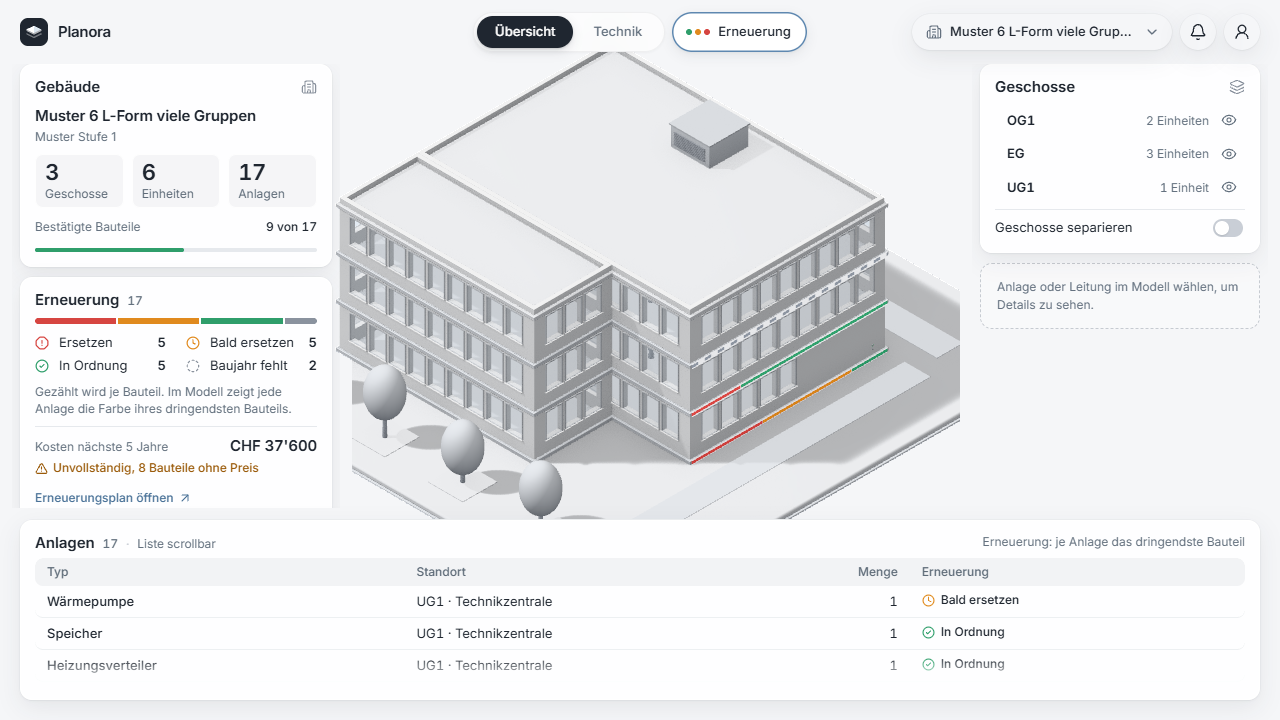 Planora
Übersicht
Technik
Erneuerung
Muster 6 L-Form viele Grup...
Gebäude
Muster 6 L-Form viele Gruppen
Muster Stufe 1
3
Geschosse
6
Einheiten
17
Anlagen
Bestätigte Bauteile
9 von 17
Erneuerung 17
Ersetzen 5
Bald ersetzen 5
In Ordnung 5
Baujahr fehlt 2
Gezählt wird je Bauteil. Im Modell zeigt jede
Anlage die Farbe ihres dringendsten Bauteils.
Kosten nächste 5 Jahre
CHF 37'600
Unvollständig, 8 Bauteile ohne Preis
Erneuerungsplan öffnen
Geschosse
OG1 2 Einheiten
EG 3 Einheiten
UG1 1 Einheit
Geschosse separieren
Anlage oder Leitung im Modell wählen, um
Details zu sehen.
Anlagen 17 · Liste scrollbar
Erneuerung: je Anlage das dringendste Bauteil
Typ Standort Menge Erneuerung
Wärmepumpe UG1 · Technikzentrale 1 Bald ersetzen
Speicher UG1 · Technikzentrale 1 In Ordnung
Heizungsverteiler UG1 · Technikzentrale 1 In Ordnung